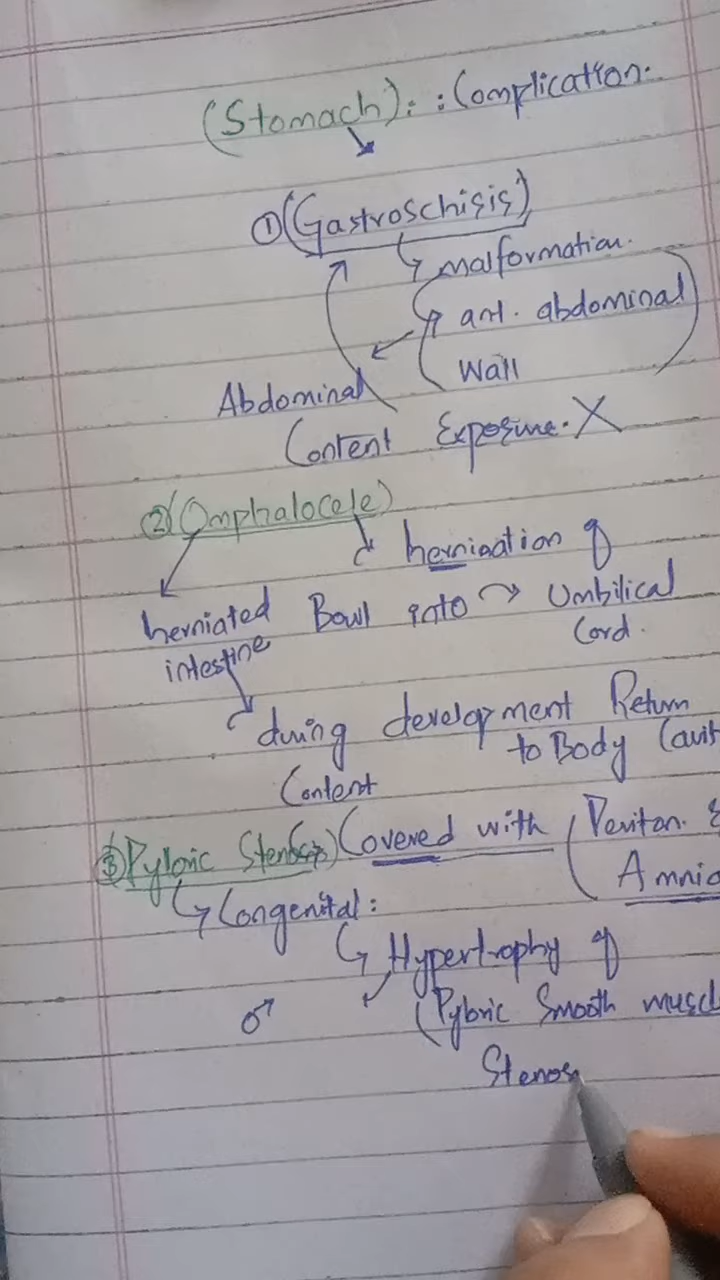 (Stomach): : Complication.
① (Gastroschisis)
malformation.
ant. abdominal
Wall
Abdominal
Content Exposure. X
② (Omphalocele)
herniation of
herniated Bowl into Umbilical
intestine Cord.
during development Return
to Body Cavit
Content
③ Pyloric Stenosis) Covered with (Periton. &
Amnio
Congenital:
Hypertrophy of
♂ (Pyloric Smooth muscl
Stenos